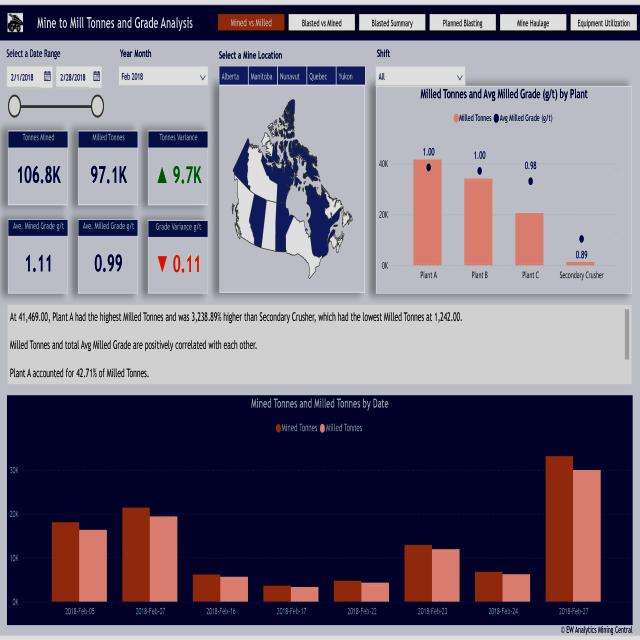 Mine to Mill Tonnes and Grade Analysis
Mined vs Milled
Blasted vs Mined
Blasted Summary
Planned Blasting
Mine Haulage
Equipment Utilization
Select a Date Range
2/1/2018
2/28/2018
Year Month
Feb 2018
Select a Mine Location
Alberta
Manitoba
Nunavut
Quebec
Yukon
Shift
All
Tonnes Mined
106.8K
Milled Tonnes
97.1K
Tonnes Variance
▲ 9.7K
Ave. Mined Grade g/t
1.11
Ave. Milled Grade g/t
0.99
Grade Variance g/t
▼ 0.11
Milled Tonnes and Avg Milled Grade (g/t) by Plant
Milled Tonnes
Avg Milled Grade (g/t)
40K
20K
0K
1.00
1.00
0.98
0.89
Plant A
Plant B
Plant C
Secondary Crusher
At 41,469.00, Plant A had the highest Milled Tonnes and was 3,238.89% higher than Secondary Crusher, which had the lowest Milled Tonnes at 1,242.00.
Milled Tonnes and total Avg Milled Grade are positively correlated with each other.
Plant A accounted for 42.71% of Milled Tonnes.
Mined Tonnes and Milled Tonnes by Date
Mined Tonnes
Milled Tonnes
30K
20K
10K
0K
2018-Feb-05
2018-Feb-07
2018-Feb-16
2018-Feb-17
2018-Feb-22
2018-Feb-23
2018-Feb-24
2018-Feb-27
© EW Analytics Mining Central